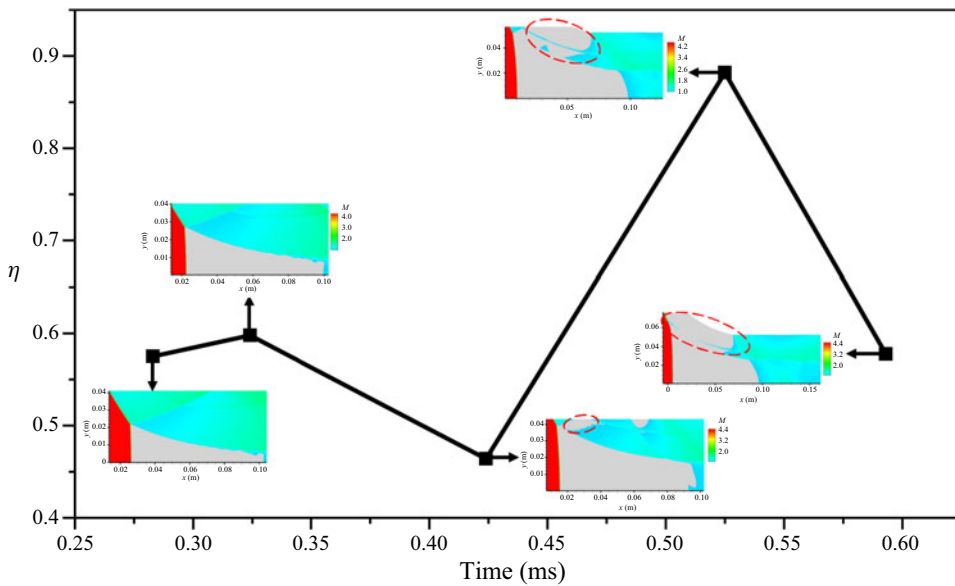 0.9
0.8
0.7
0.6
0.5
0.4
η
0.25 0.30 0.35 0.40 0.45 0.50 0.55 0.60
Time (ms)
0.04
0.02
y (m)
0.05 0.10
x (m)
M
4.2
3.4
2.6
1.8
1.0
0.04
0.03
0.02
0.01
y (m)
0.02 0.04 0.06 0.08 0.10
x (m)
M
4.0
3.0
2.0
0.04
0.03
0.02
0.01
0
y (m)
0.02 0.04 0.06 0.08 0.10
x (m)
0.06
0.04
0.02
y (m)
0 0.05 0.10 0.15
x (m)
M
4.4
3.2
2.0
0.04
0.03
0.02
0.01
y (m)
0.02 0.04 0.06 0.08 0.10
x (m)
M
4.4
3.2
2.0